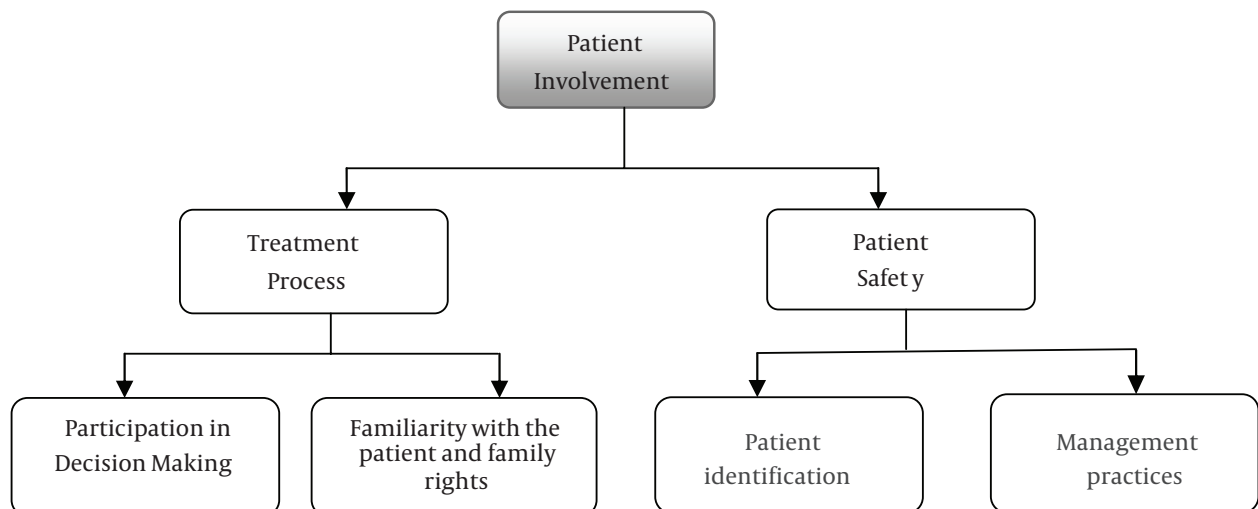 Patient
Involvement
Treatment
Process
Patient
Safety
Participation in
Decision Making
Familiarity with the
patient and family
rights
Patient
identification
Management
practices